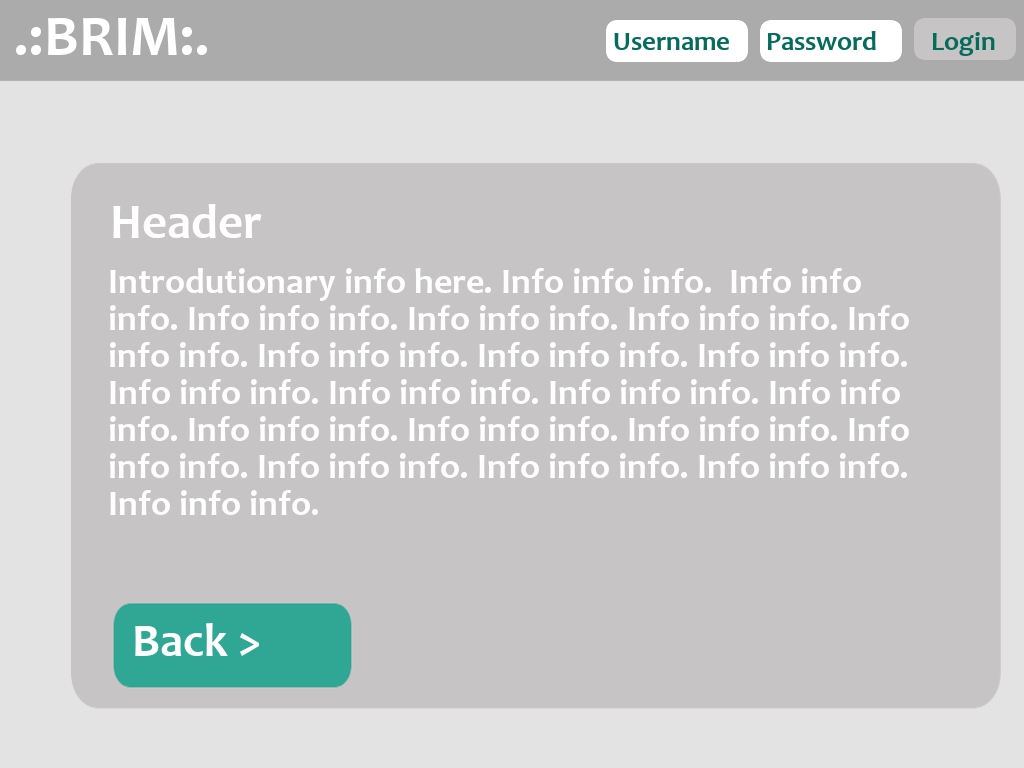 .:BRIM:.
Username
Password
Login
Header
Introdutionary info here. Info info info.  Info info
info. Info info info. Info info info. Info info info. Info
info info. Info info info. Info info info. Info info info.
Info info info. Info info info. Info info info. Info info
info. Info info info. Info info info. Info info info. Info
info info. Info info info. Info info info. Info info info.
Info info info.
Back >